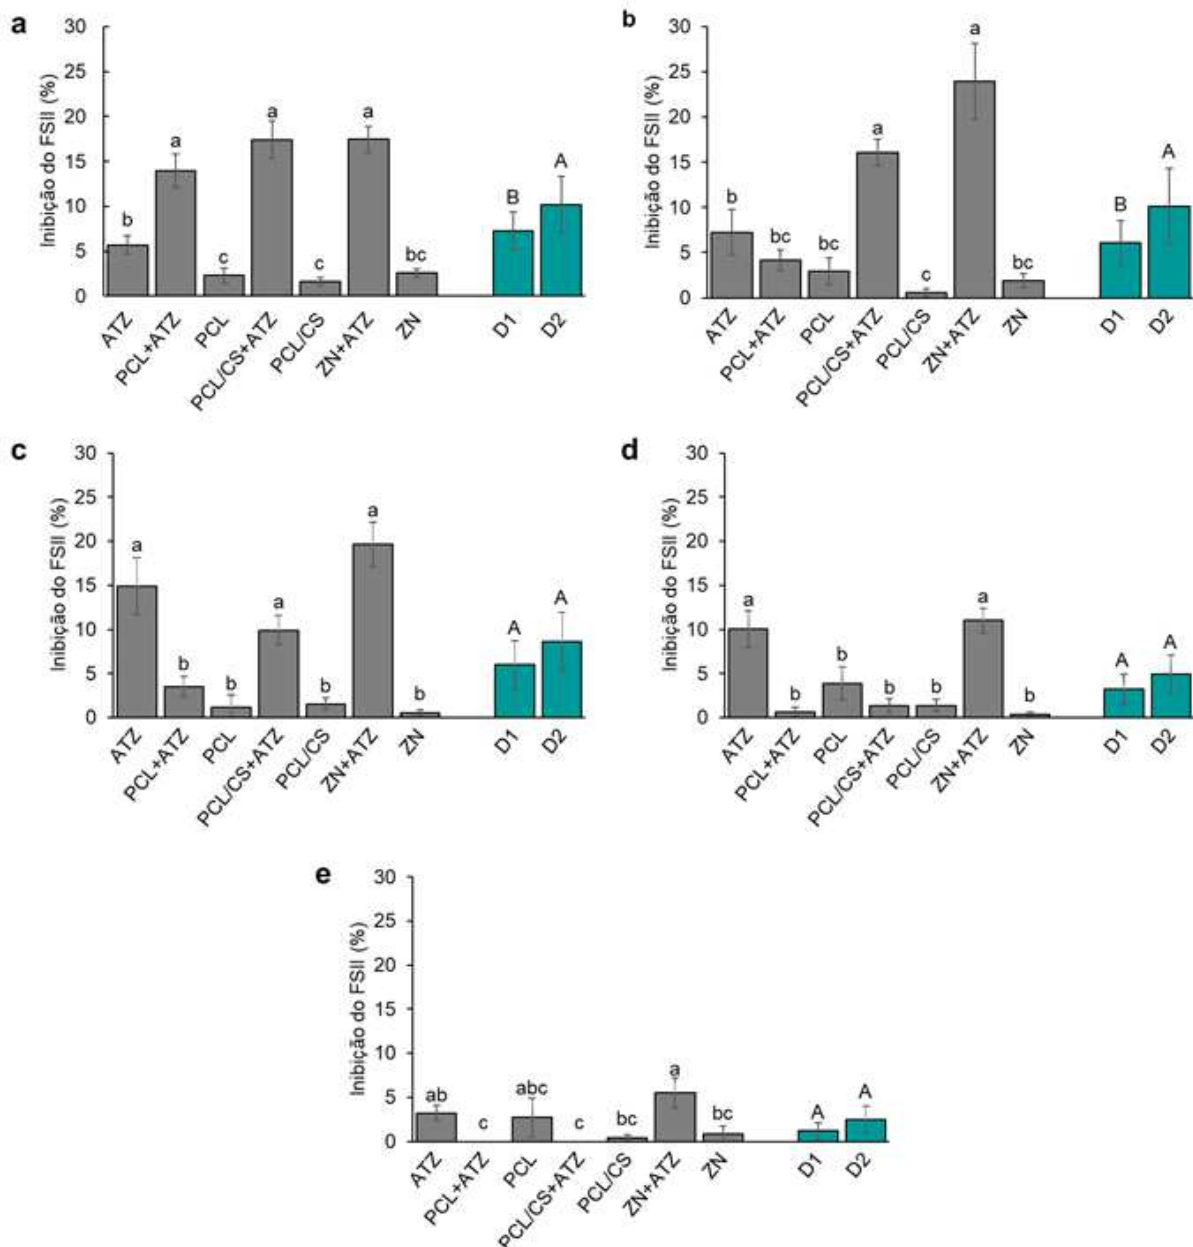 a
Inibição do FSII (%)
30
25
20
15
10
5
0
b
a
c
a
c
a
bc
B
A
ATZ
PCL+ATZ
PCL
PCL/CS+ATZ
PCL/CS
ZN+ATZ
ZN
D1
D2
b
Inibição do FSII (%)
30
25
20
15
10
5
0
b
bc
bc
a
c
a
bc
B
A
ATZ
PCL+ATZ
PCL
PCL/CS+ATZ
PCL/CS
ZN+ATZ
ZN
D1
D2
c
Inibição do FSII (%)
30
25
20
15
10
5
0
a
b
b
a
b
a
b
A
A
ATZ
PCL+ATZ
PCL
PCL/CS+ATZ
PCL/CS
ZN+ATZ
ZN
D1
D2
d
Inibição do FSII (%)
30
25
20
15
10
5
0
a
b
b
b
b
a
b
A
A
ATZ
PCL+ATZ
PCL
PCL/CS+ATZ
PCL/CS
ZN+ATZ
ZN
D1
D2
e
Inibição do FSII (%)
30
25
20
15
10
5
0
ab
c
abc
c
bc
a
bc
A
A
ATZ
PCL+ATZ
PCL
PCL/CS+ATZ
PCL/CS
ZN+ATZ
ZN
D1
D2